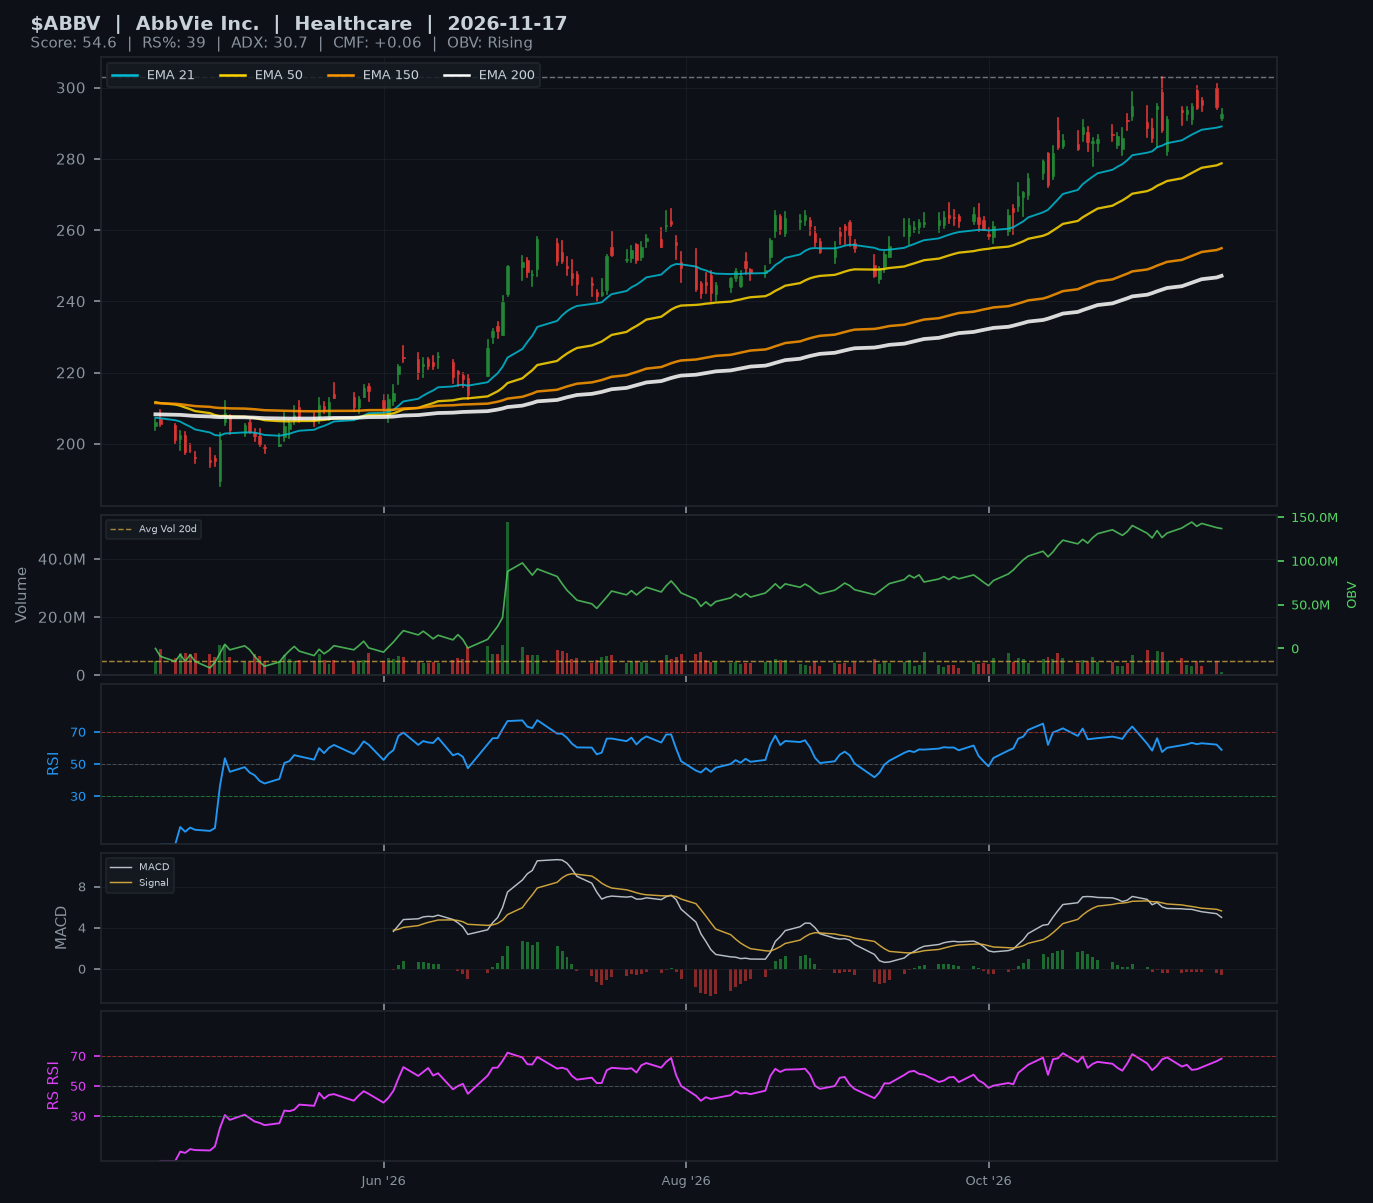 $ABBV | AbbVie Inc. | Healthcare | 2026-11-17
Score: 54.6 | RS%: 39 | ADX: 30.7 | CMF: +0.06 | OBV: Rising
EMA 21 EMA 50 EMA 150 EMA 200
300
280
260
240
220
200
Avg Vol 20d
Volume
40.0M
20.0M
0
150.0M
100.0M
50.0M
0
OBV
RSI
70
50
30
MACD
Signal
MACD
8
4
0
RS RSI
70
50
30
Jun '26 Aug '26 Oct '26